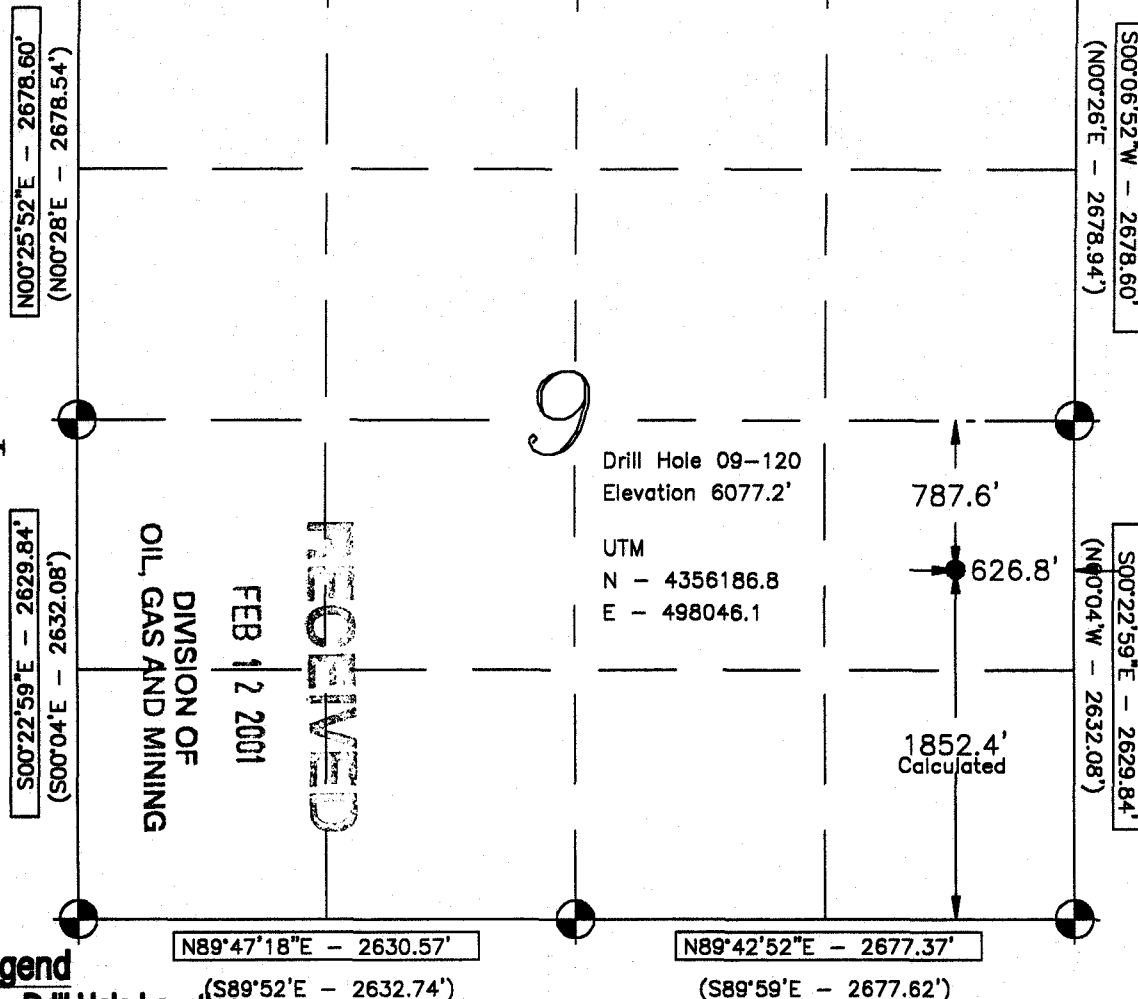 N00°25'52"E - 2678.60'
(N00°28'E - 2678.54')
S00°06'52"W - 2678.60'
(N00°26'E - 2678.94')
9
Drill Hole 09-120
Elevation 6077.2'
UTM
N - 4356186.8
E - 498046.1
787.6'
626.8'
1852.4'
Calculated
S00°22'59"E - 2629.84'
(S00°04'E - 2632.08')
RECEIVED
FEB 12 2001
DIVISION OF
OIL, GAS AND MINING
S00°22'59"E - 2629.84'
(N00°04'W - 2632.08')
N89°47'18"E - 2630.57'
(S89°52'E - 2632.74')
N89°42'52"E - 2677.37'
(S89°59'E - 2677.62')
gend